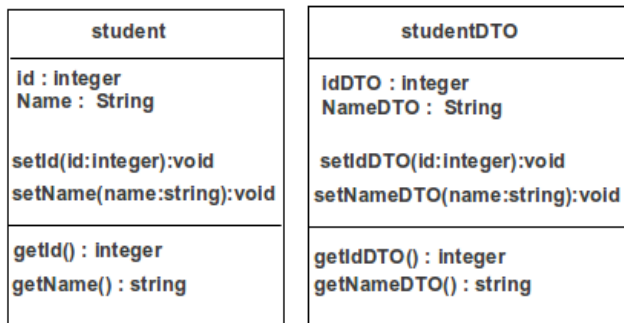 student
id : integer
Name :  String
setId(id:integer):void
setName(name:string):void
getId() : integer
getName() : string
studentDTO
idDTO : integer
NameDTO :  String
setIdDTO(id:integer):void
setNameDTO(name:string):void
getIdDTO() : integer
getNameDTO() : string